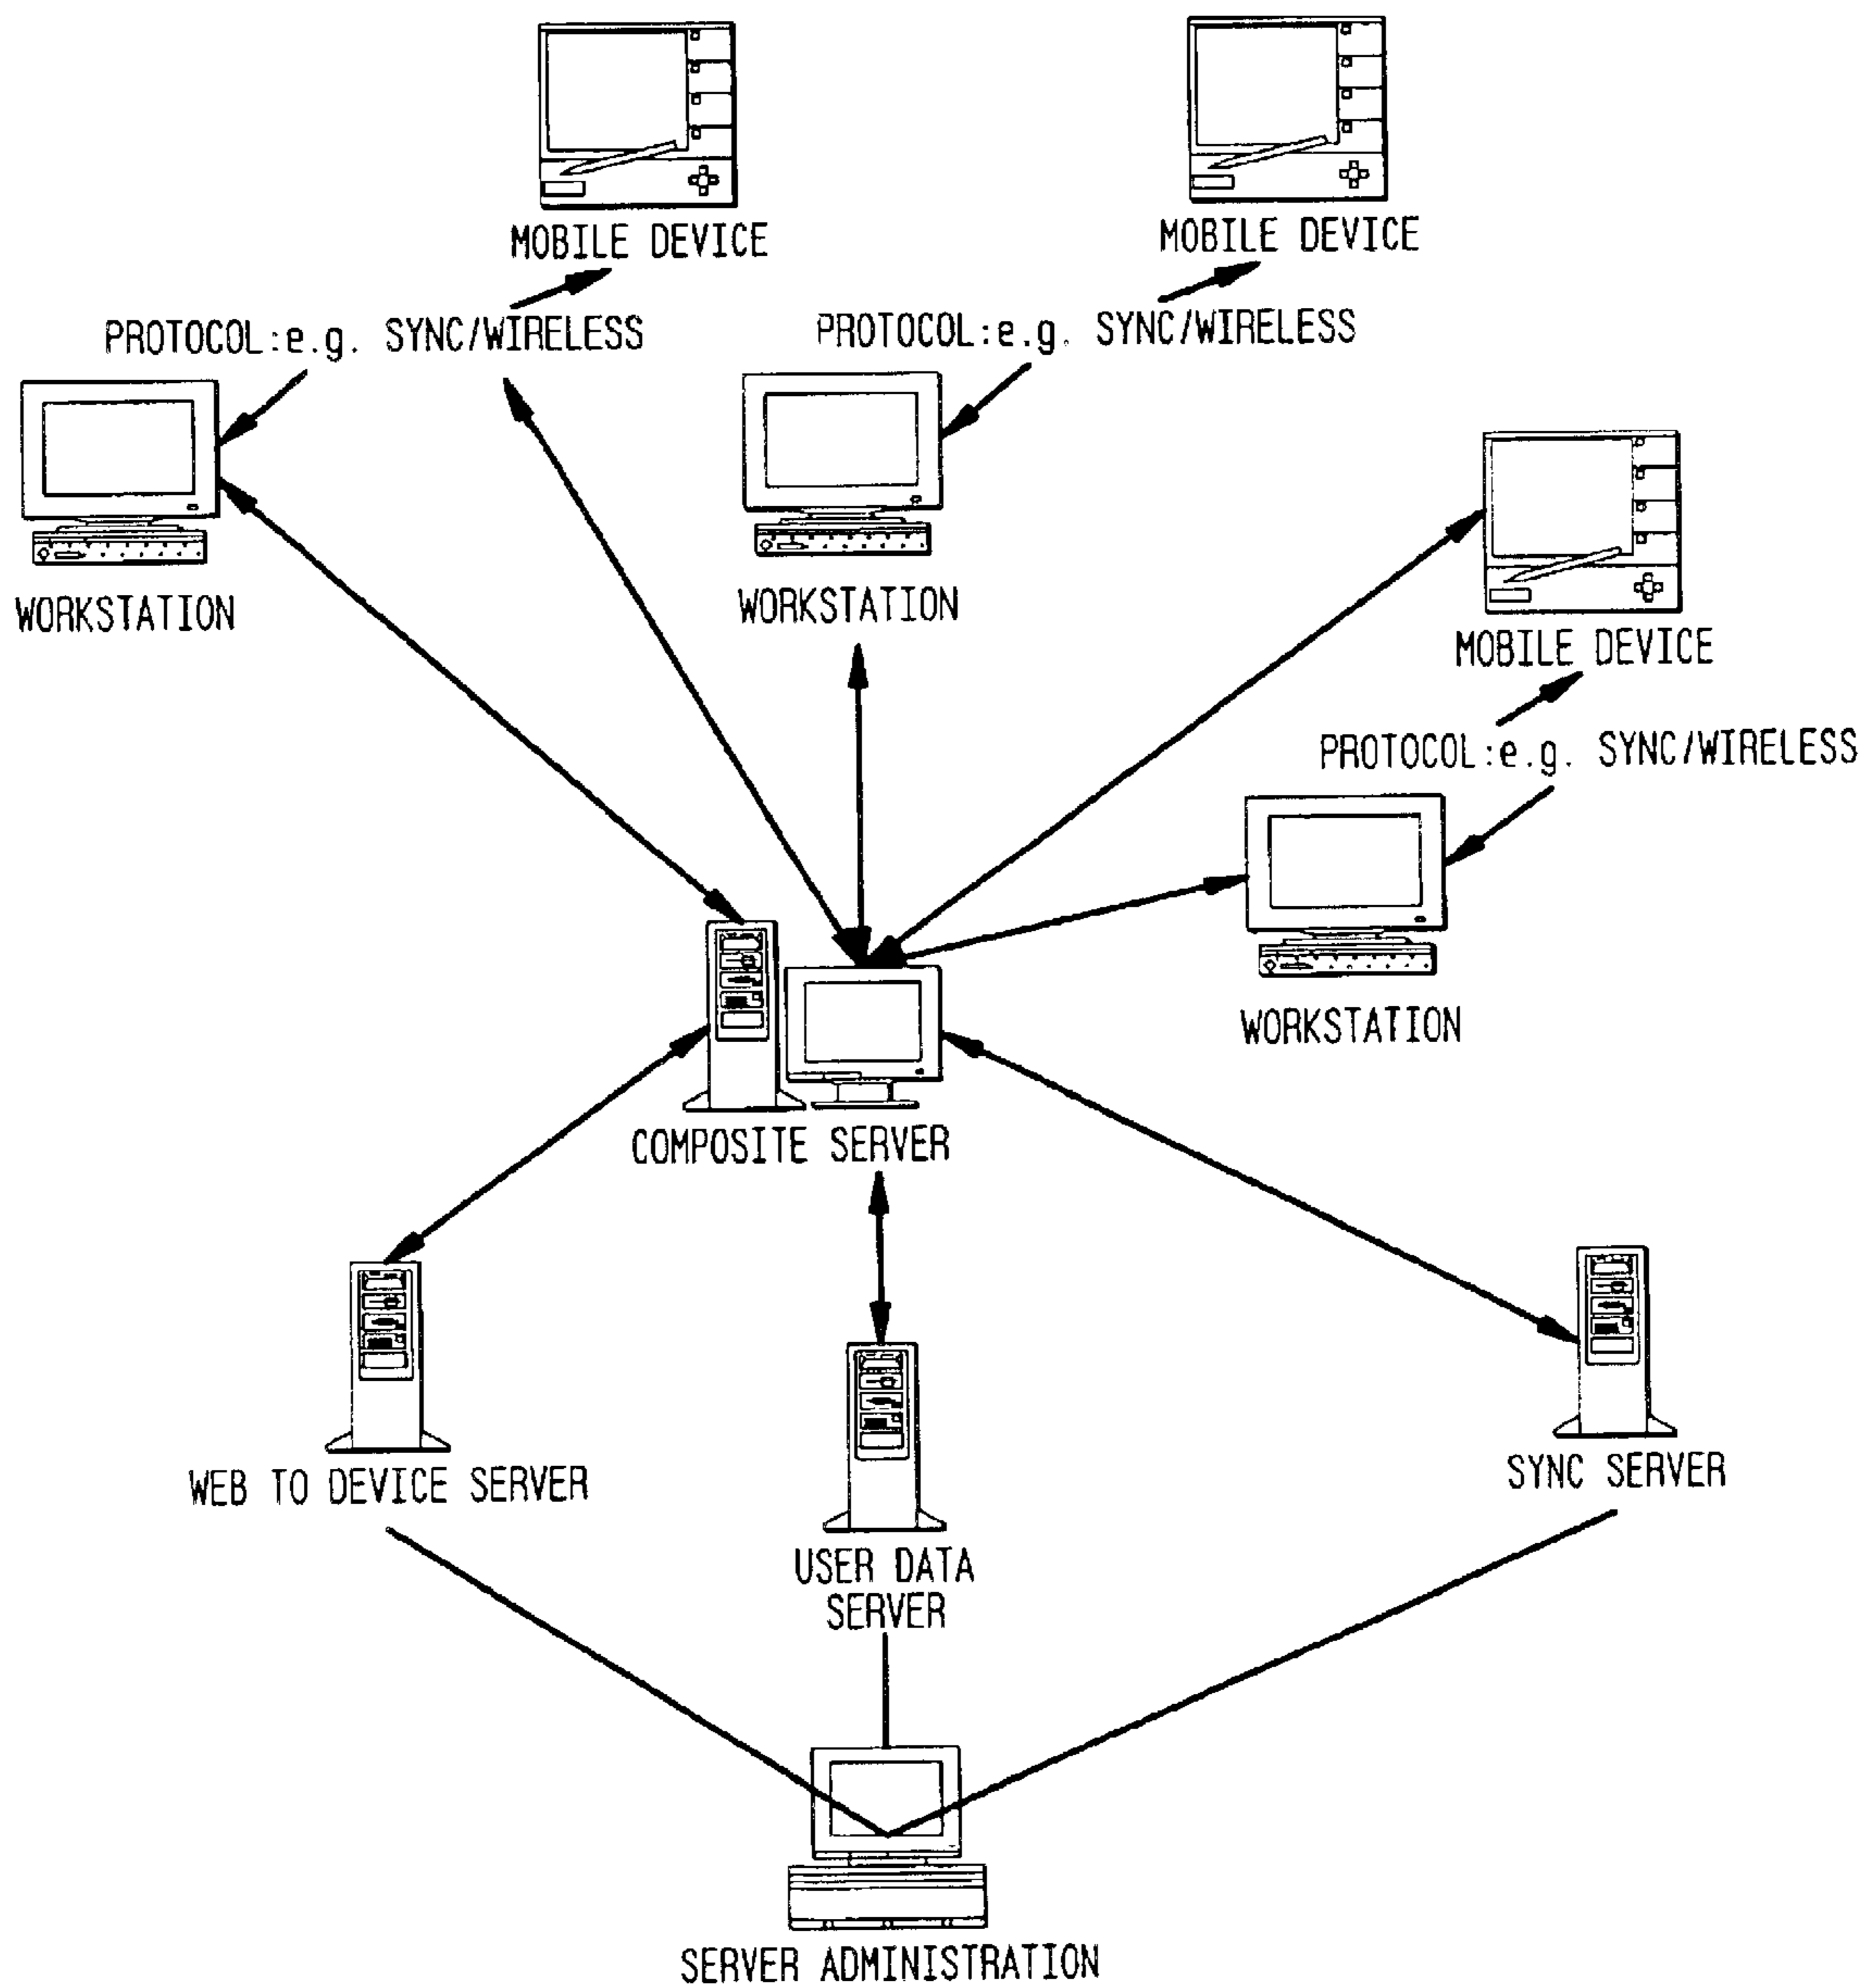 MOBILE DEVICE
MOBILE DEVICE
PROTOCOL:e.g. SYNC/WIRELESS
PROTOCOL:e.g. SYNC/WIRELESS
WORKSTATION
WORKSTATION
MOBILE DEVICE
PROTOCOL:e.g. SYNC/WIRELESS
WORKSTATION
COMPOSITE SERVER
WEB TO DEVICE SERVER
SYNC SERVER
USER DATA
SERVER
SERVER ADMINISTRATION